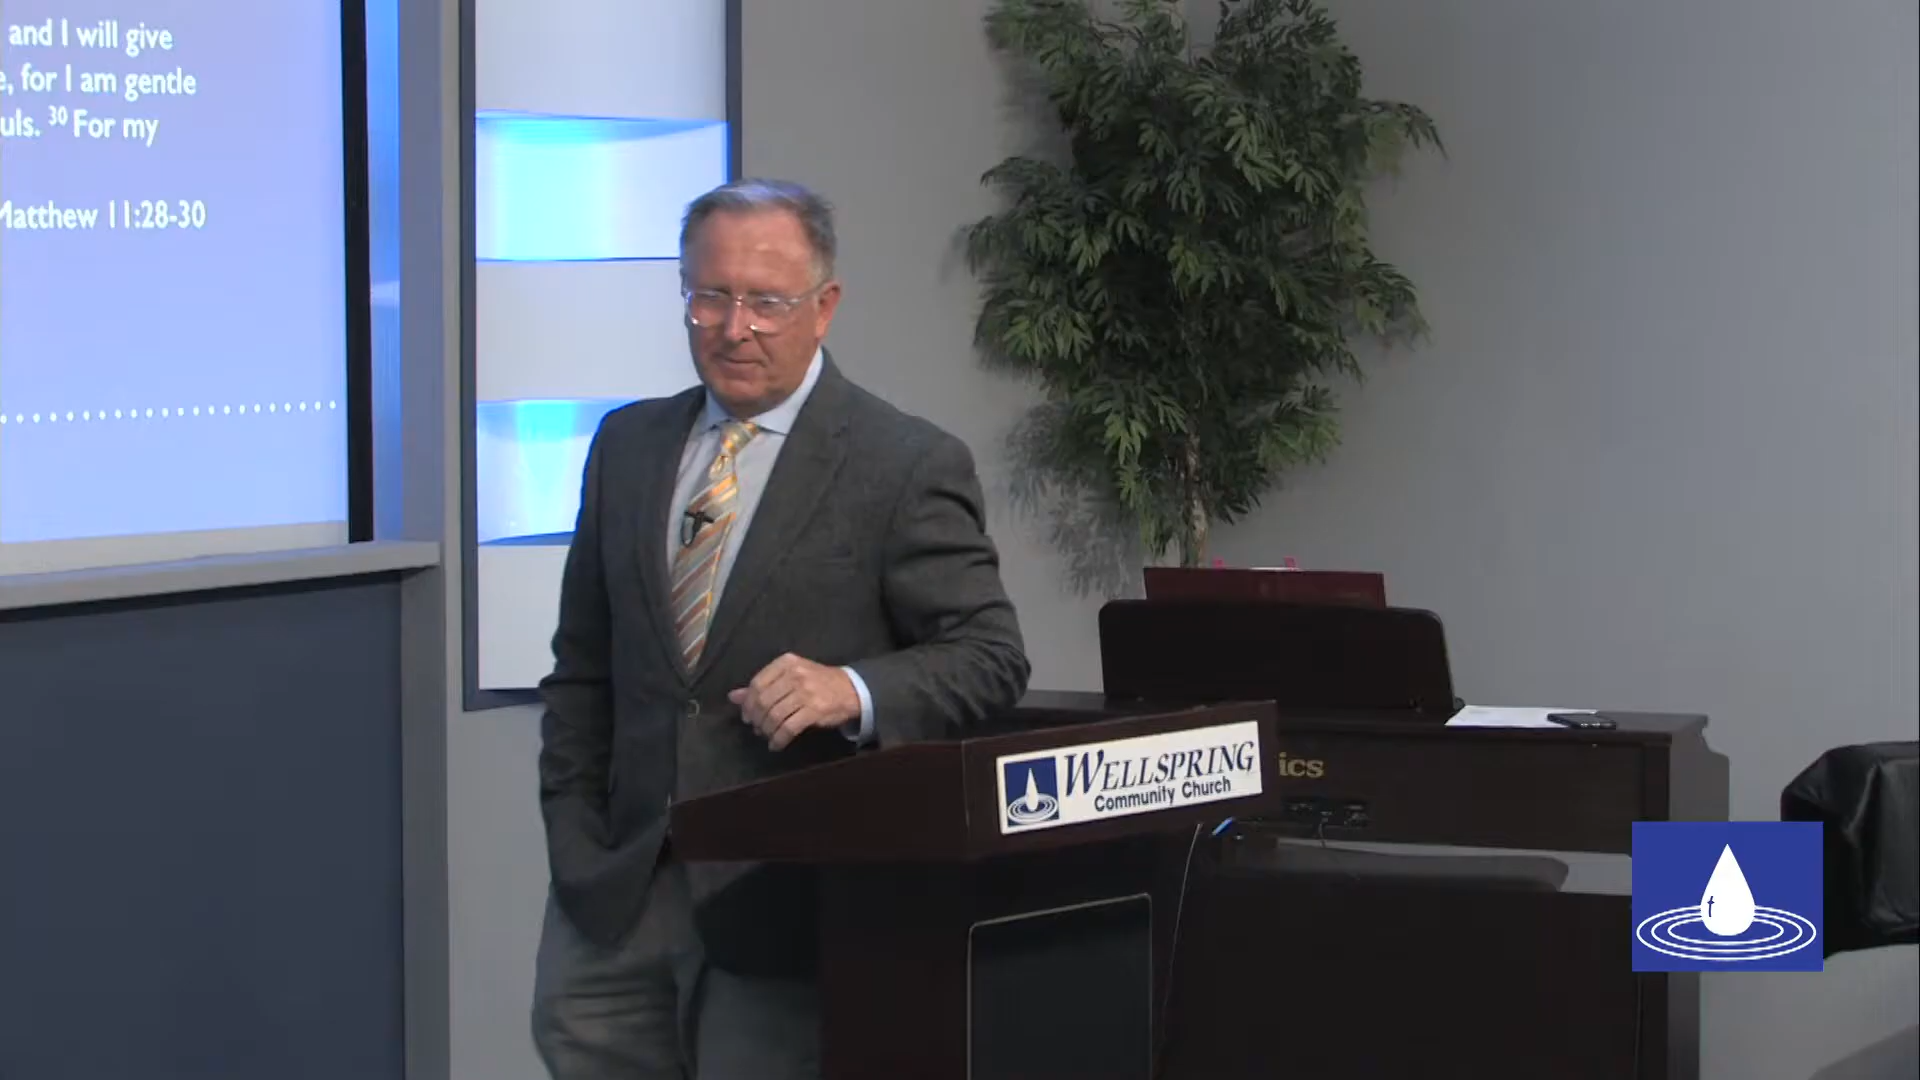 and I will give
, for I am gentle
uls. 30 For my
Matthew 11:28-30
WELLSPRING
Community Church
ics